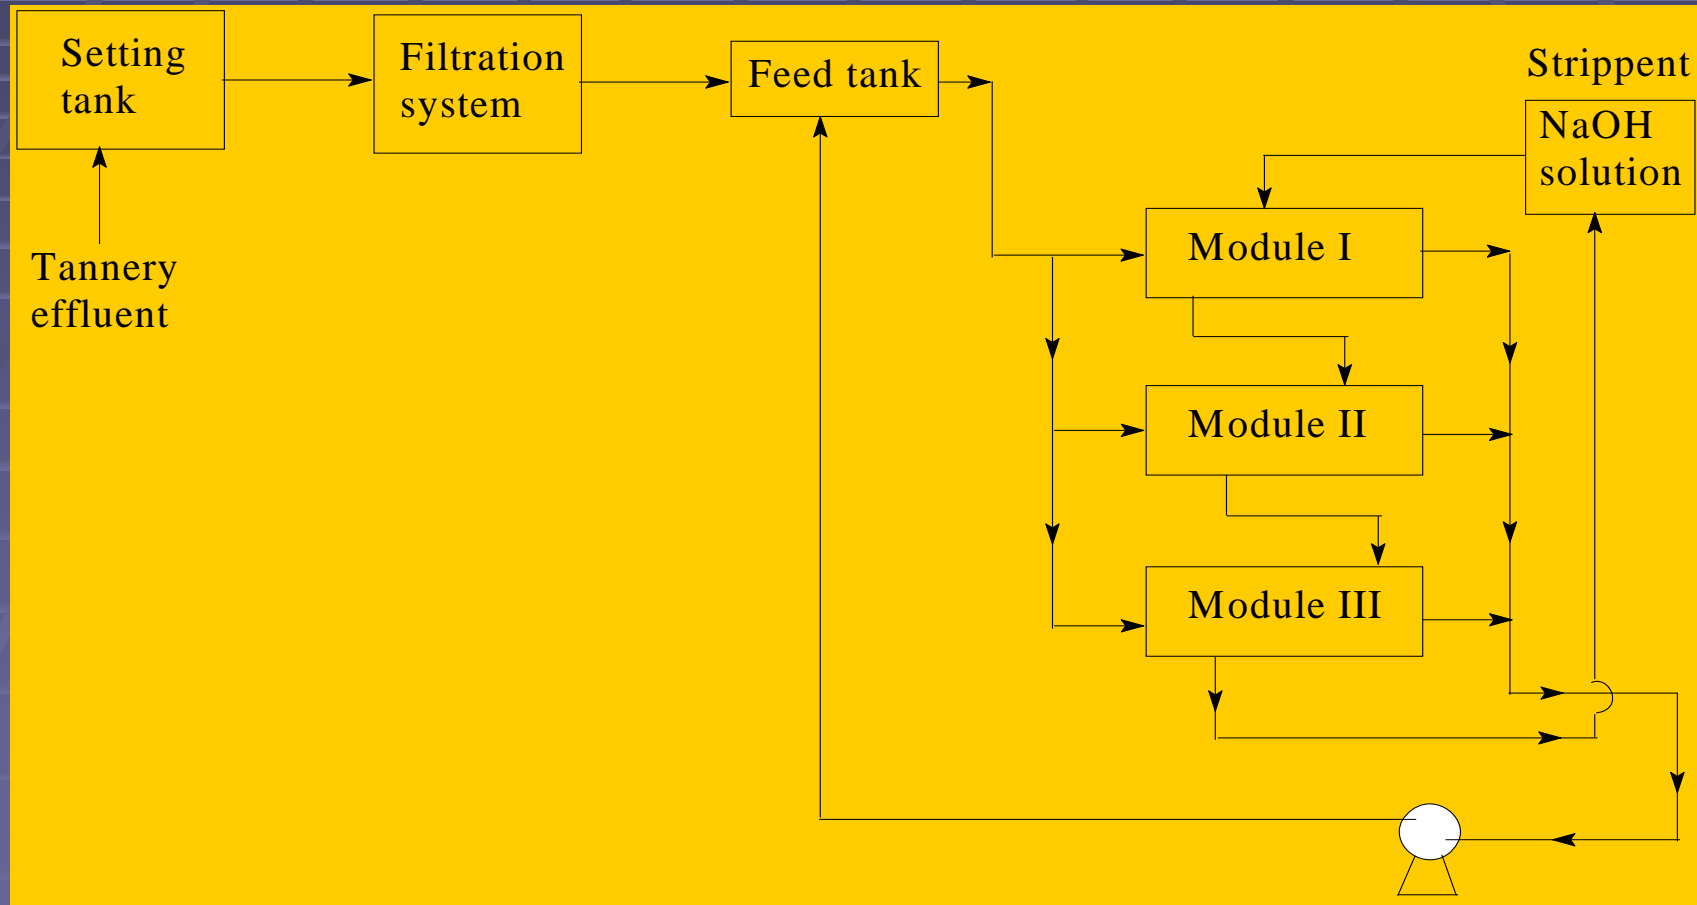 Setting
tank
Filtration
system
Feed tank
Strippent
NaOH
solution
Tannery
effluent
Module I
Module II
Module III